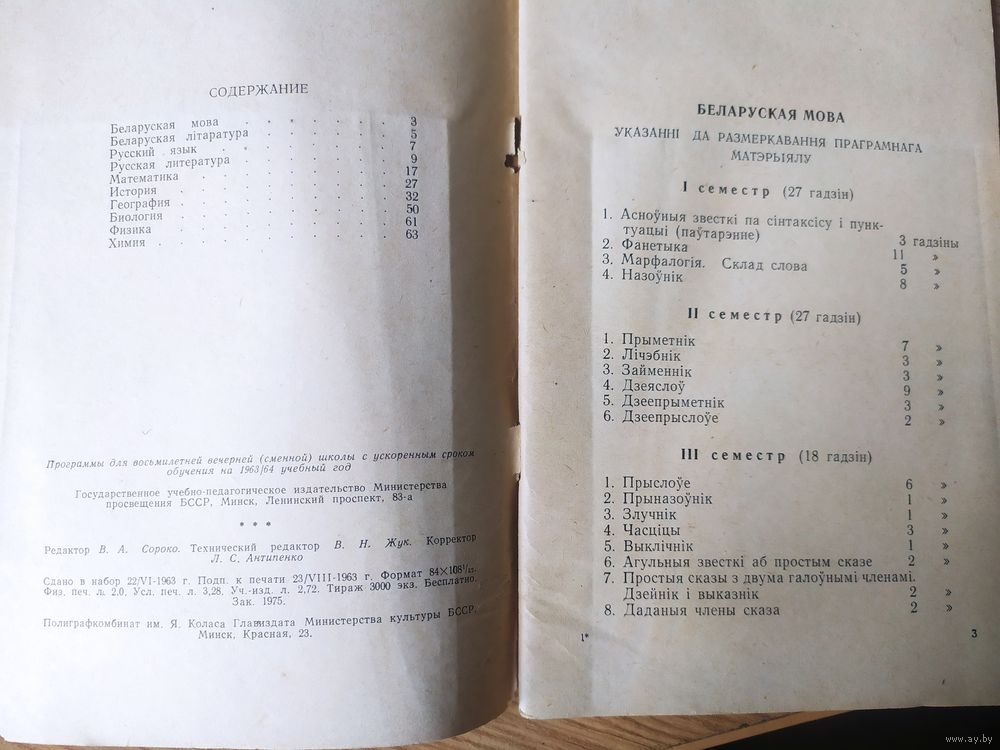 СОДЕРЖАНИЕ
Беларуская мова . . . . . . 3
Беларуская літаратура . . . . . 5
Русский язык . . . . . . 7
Русская литература . . . . . 9
Математика . . . . . . 17
История . . . . . . 27
География . . . . . . 32
Биология . . . . . . 50
Физика . . . . . . 61
Химия . . . . . . 63
Программы для восьмилетней вечерней (сменной) школы с ускоренным сроком
обучения на 1963/64 учебный год
Государственное учебно-педагогическое издательство Министерства
просвещения БССР, Минск, Ленинский проспект, 83-а
* * *
Редактор В. А. Сороко. Технический редактор В. Н. Жук. Корректор
Л. С. Антипенко
Сдано в набор 22/VI-1963 г. Подп. к печати 23/VIII-1963 г. Формат 84×108¹/₄₂.
Физ. печ. л. 2,0. Усл. печ. л. 3,28. Уч.-изд. л. 2,72. Тираж 3000 экз. Бесплатно.
Зак. 1975.
Полиграфкомбинат им. Я. Коласа Главиздата Министерства культуры БССР,
Минск, Красная, 23.
БЕЛАРУСКАЯ МОВА
УКАЗАННІ ДА РАЗМЕРКАВАННЯ ПРАГРАМНАГА
МАТЭРЫЯЛУ
I семестр (27 гадзін)
1. Асноўныя звесткі па сінтаксісу і пунк-
туацыі (паўтарэнне) 3 гадзіны
2. Фанетыка 11 »
3. Марфалогія. Склад слова 5 »
4. Назоўнік 8 »
II семестр (27 гадзін)
1. Прыметнік 7 »
2. Лічэбнік 3 »
3. Займеннік 3 »
4. Дзеяслоў 9 »
5. Дзеепрыметнік 3 »
6. Дзеепрыслоўе 2 »
III семестр (18 гадзін)
1. Прыслоўе 6 »
2. Прыназоўнік 1 »
3. Злучнік 1 »
4. Часціцы 3 »
5. Выклічнік 1 »
6. Агульныя звесткі аб простым сказе 2 »
7. Простыя сказы з двума галоўнымі членамі.
Дзейнік і выказнік 2 »
8. Даданыя члены сказа 2 »
1*
3
www.ay.by